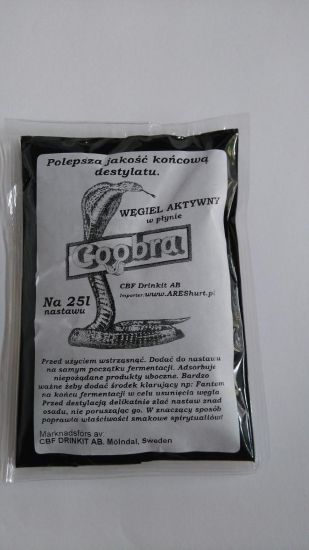 Polepsza jakość końcową
destylatu.
WĘGIEL AKTYWNY
w płynie
Coobra
CBF Drinkit AB
Importer:www.AREShurt.pl
Na 25l
nastawu
Przed użyciem wstrząsnąć. Dodać do nastawu
na samym początku fermentacji. Adsorbuje
niepożądane produkty uboczne. Bardzo
ważne żeby dodać środek klarujący np: Fantom
na końcu fermentacji w celu usunięcia węgla.
Przed destylacją delikatnie zlać nastaw znad
osadu, nie poruszając go. W znaczący sposób
poprawia właściwości smakowe spirytualiów!
Marknadsförs av
CBF DRINKIT AB. Mölndal, Sweden